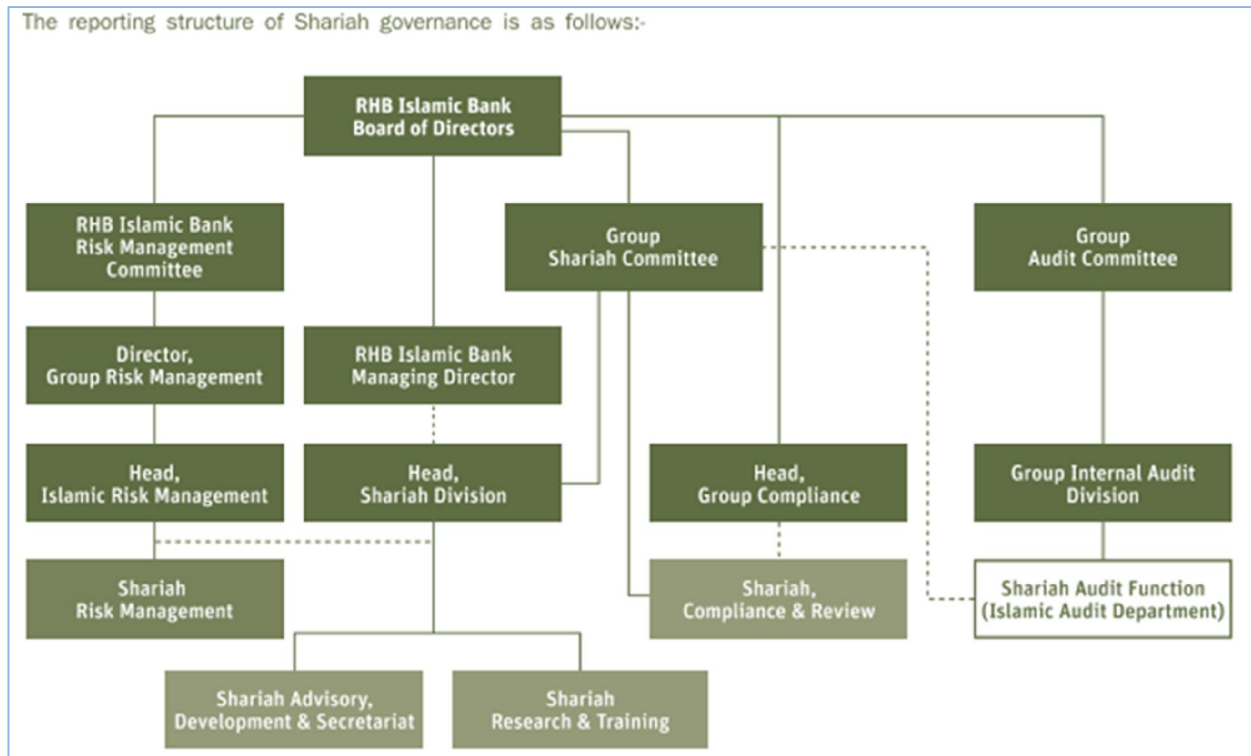 The reporting structure of Shariah governance is as follows:-
RHB Islamic Bank
Board of Directors
RHB Islamic Bank
Risk Management
Committee
Group
Shariah Committee
Group
Audit Committee
Director,
Group Risk Management
RHB Islamic Bank
Managing Director
Head,
Islamic Risk Management
Head,
Shariah Division
Head,
Group Compliance
Group Internal Audit
Division
Shariah
Risk Management
Shariah,
Compliance & Review
Shariah Audit Function
(Islamic Audit Department)
Shariah Advisory,
Development & Secretariat
Shariah
Research & Training